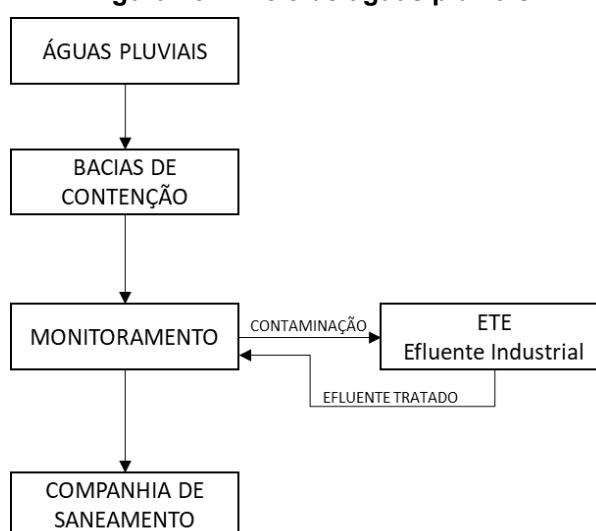 ÁGUAS PLUVIAIS
BACIAS DE
CONTENÇÃO
MONITORAMENTO
CONTAMINAÇÃO
ETE
Efluente Industrial
EFLUENTE TRATADO
COMPANHIA DE
SANEAMENTO